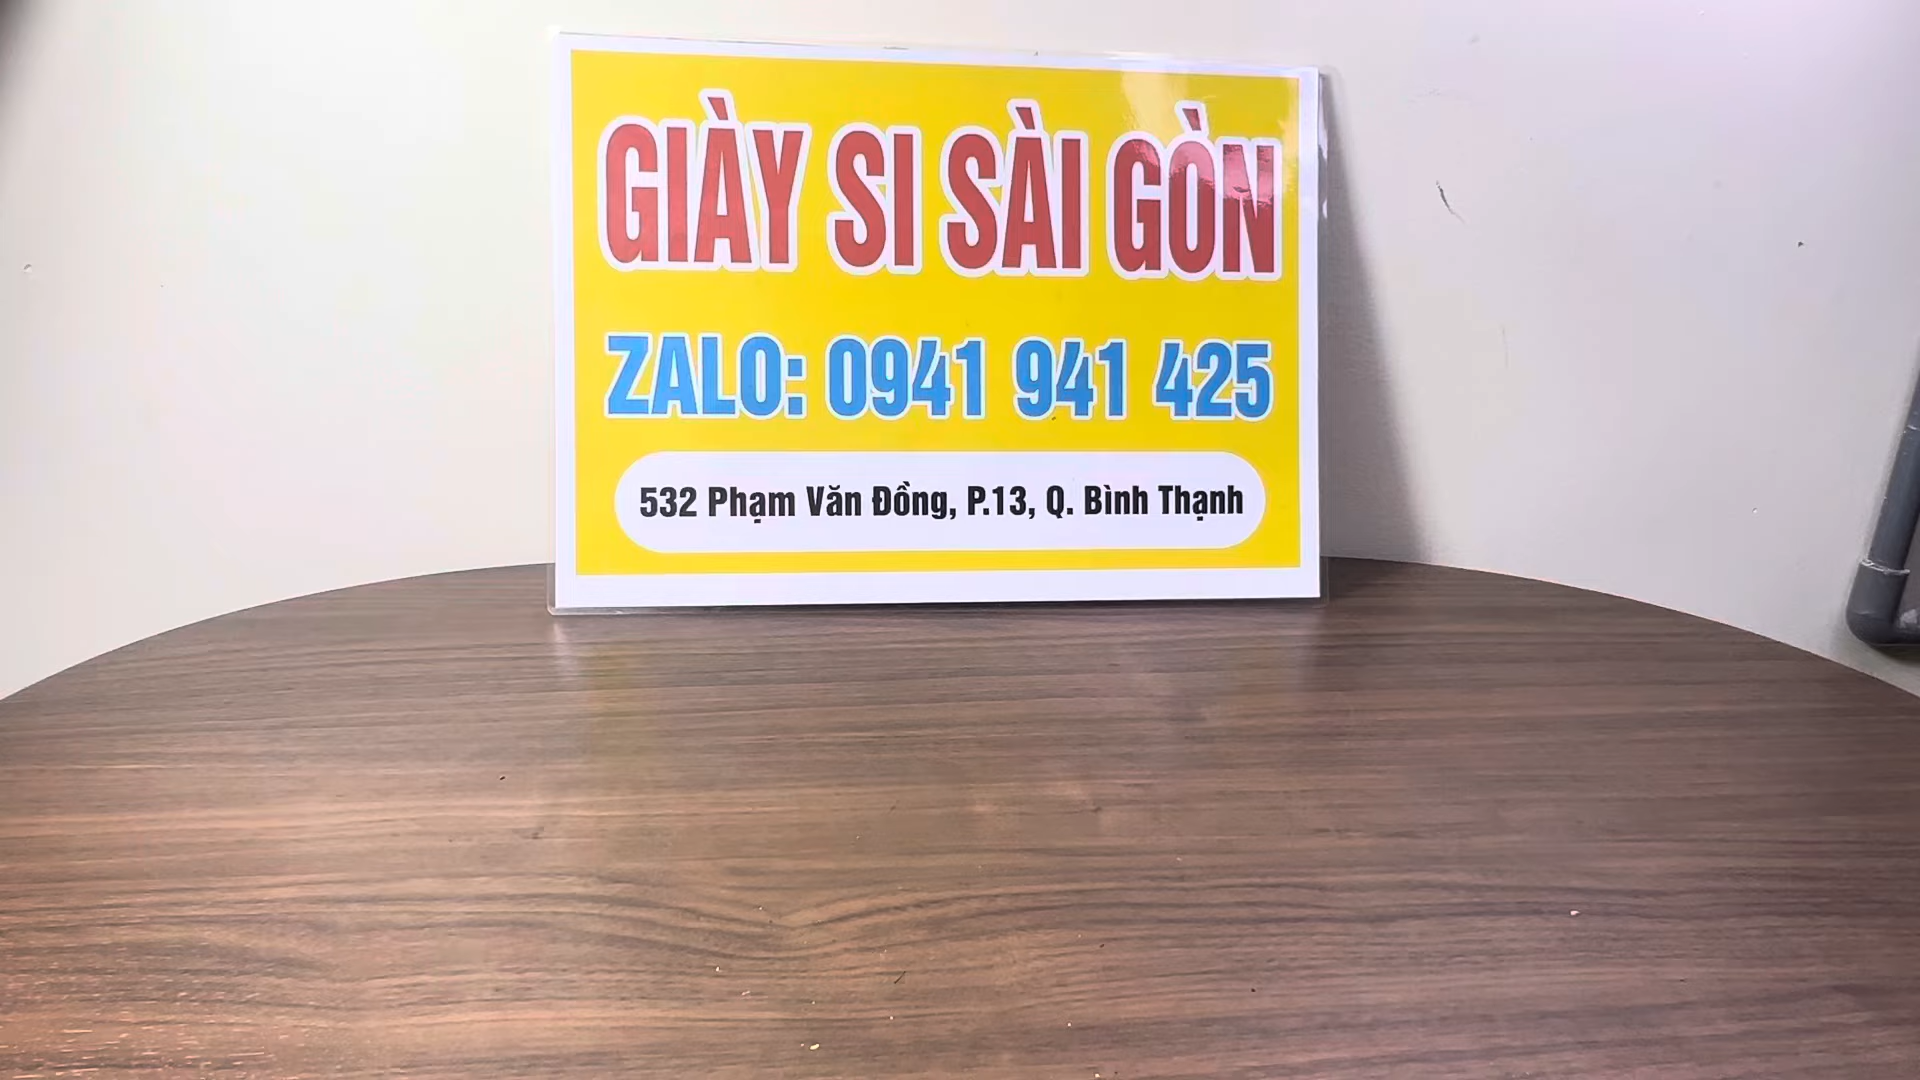 GIÀY SI SÀI GÒN
ZALO: 0941 941 425
532 Phạm Văn Đồng, P.13, Q. Bình Thạnh